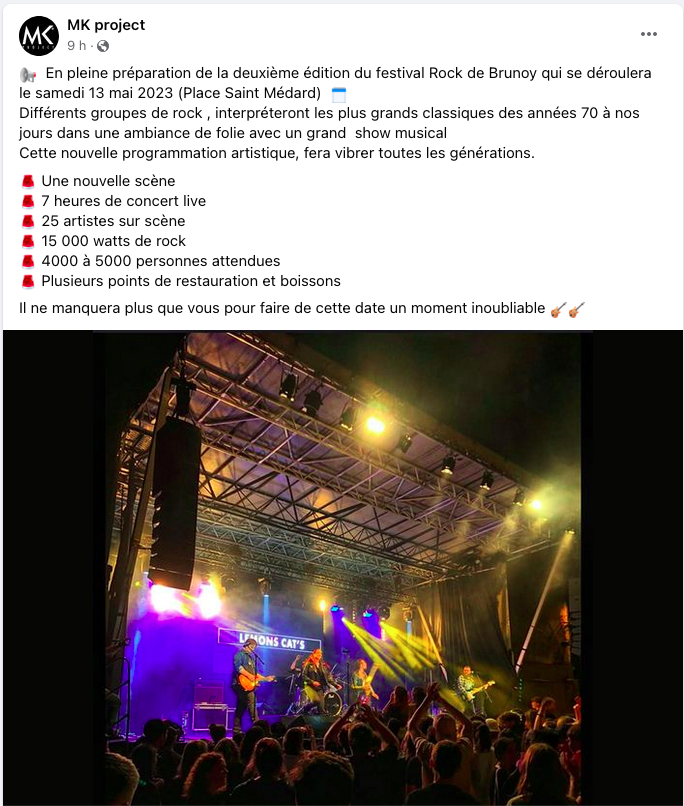 MK
PROJECT
MK project
9 h ·
En pleine préparation de la deuxième édition du festival Rock de Brunoy qui se déroulera
le samedi 13 mai 2023 (Place Saint Médard)
Différents groupes de rock , interpréteront les plus grands classiques des années 70 à nos
jours dans une ambiance de folie avec un grand  show musical
Cette nouvelle programmation artistique, fera vibrer toutes les générations.
Une nouvelle scène
7 heures de concert live
25 artistes sur scène
15 000 watts de rock
4000 à 5000 personnes attendues
Plusieurs points de restauration et boissons
Il ne manquera plus que vous pour faire de cette date un moment inoubliable
LEMONS CAT'S